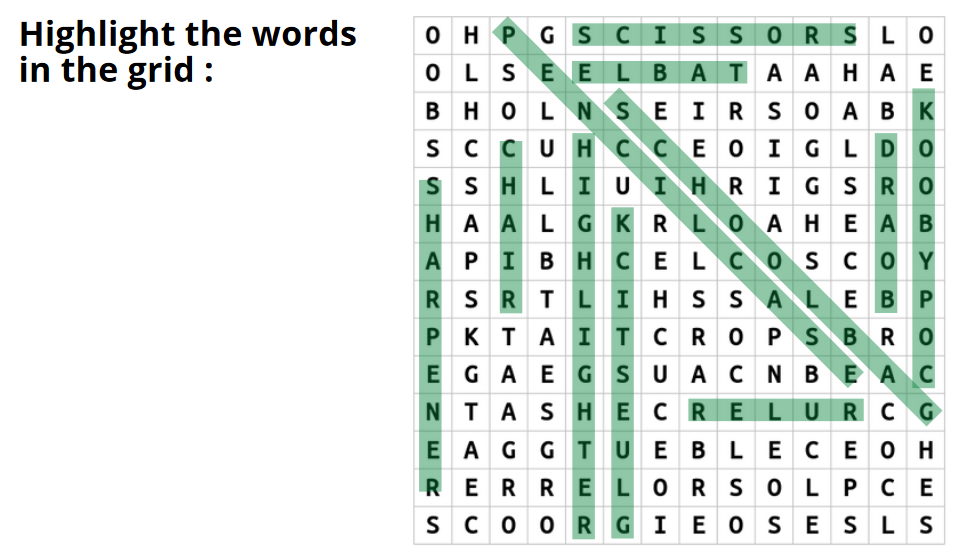 Highlight the words
in the grid :
O H P G S C I S S O R S L O
O L S E E L B A T A A H A E
B H O L N S E I R S O A B K
S C C U H C C E O I G L D O
S S H L I U I H R I G S R O
H A A L G K R L O A H E A B
A P I B H C E L C O S C O Y
R S R T L I H S S A L E B P
P K T A I T C R O P S B R O
E G A E G S U A C N B E A C
N T A S H E C R E L U R C G
E A G G T U E B L E C E O H
R E R R E L O R S O L P C E
S C O O R G I E O S E S L S